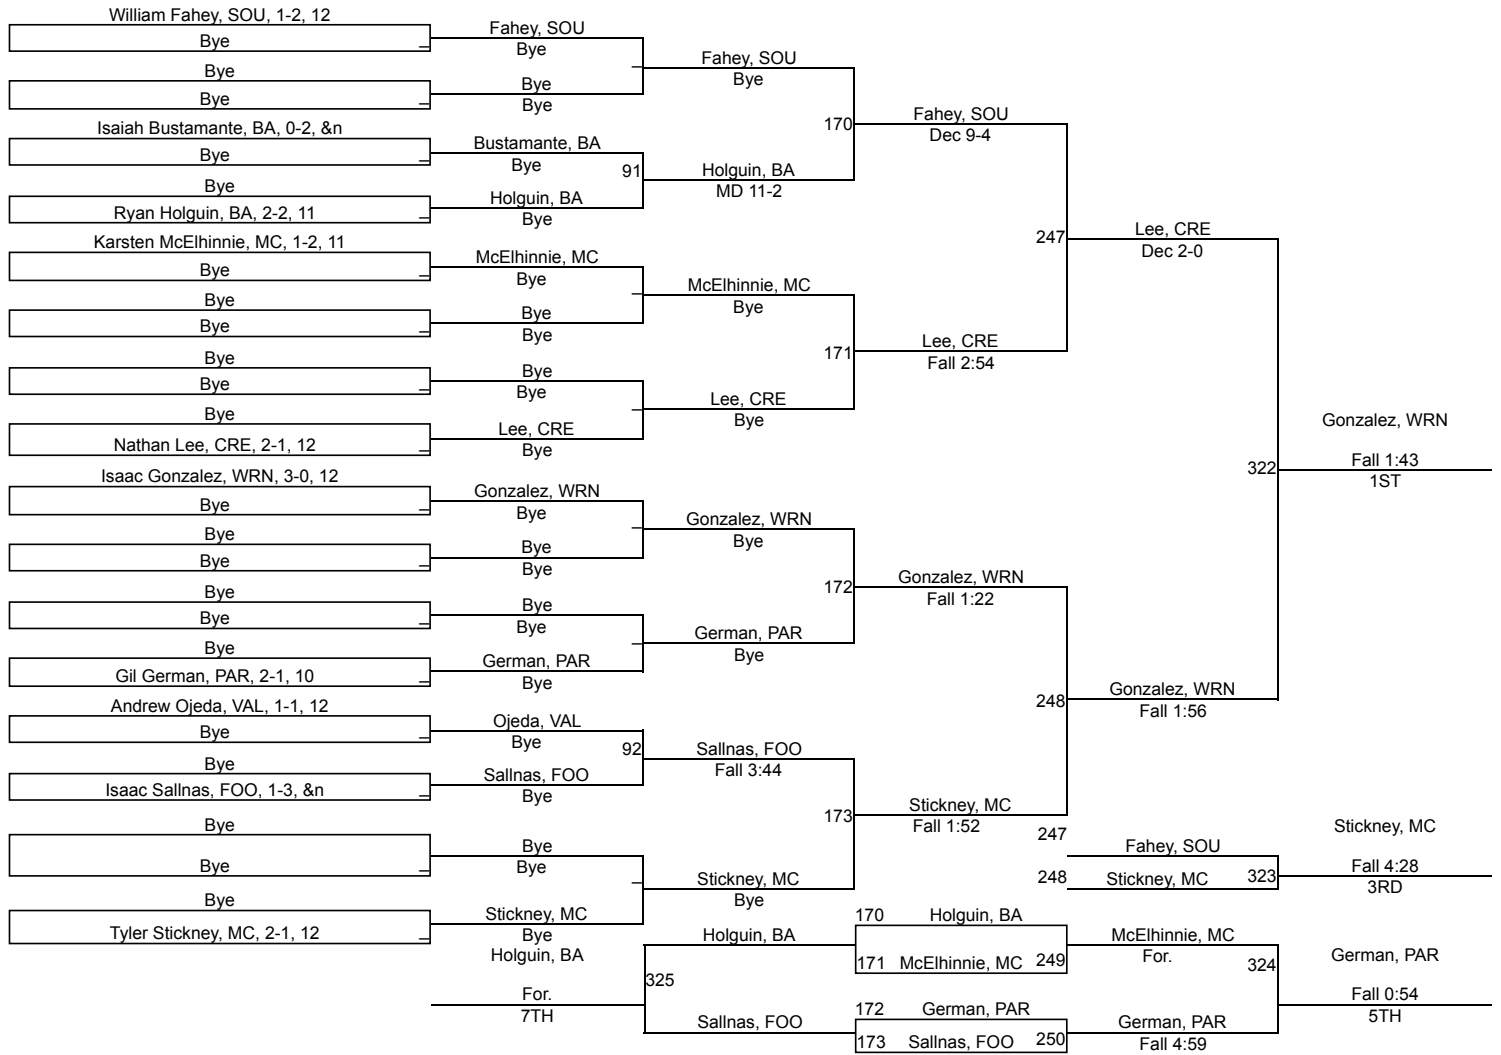 William Fahey, SOU, 1-2, 12
Bye
Bye
Bye
Isaiah Bustamante, BA, 0-2, &n
Bye
Bye
Ryan Holguin, BA, 2-2, 11
Karsten McElhinnie, MC, 1-2, 11
Bye
Bye
Bye
Bye
Bye
Bye
Nathan Lee, CRE, 2-1, 12
Isaac Gonzalez, WRN, 3-0, 12
Bye
Bye
Bye
Bye
Bye
Bye
Gil German, PAR, 2-1, 10
Andrew Ojeda, VAL, 1-1, 12
Bye
Bye
Isaac Sallnas, FOO, 1-3, &n
Bye
Bye
Bye
Tyler Stickney, MC, 2-1, 12
Fahey, SOU
Bye
Bye
Bye
Bustamante, BA
Bye
91
Holguin, BA
Bye
McElhinnie, MC
Bye
Bye
Bye
Bye
Bye
Lee, CRE
Bye
Gonzalez, WRN
Bye
Bye
Bye
Bye
Bye
German, PAR
Bye
Ojeda, VAL
Bye
92
Sallnas, FOO
Bye
Bye
Bye
Stickney, MC
Bye
Fahey, SOU
Bye
170
Holguin, BA
MD 11-2
McElhinnie, MC
Bye
171
Lee, CRE
Bye
Gonzalez, WRN
Bye
172
German, PAR
Bye
Sallnas, FOO
Fall 3:44
173
Stickney, MC
Bye
Fahey, SOU
Dec 9-4
247
Lee, CRE
Fall 2:54
Gonzalez, WRN
Fall 1:22
248
Stickney, MC
Fall 1:52
Lee, CRE
Dec 2-0
322
Gonzalez, WRN
Fall 1:56
Gonzalez, WRN
Fall 1:43
1ST
247
Fahey, SOU
248
Stickney, MC
323
Stickney, MC
Fall 4:28
3RD
170
Holguin, BA
171
McElhinnie, MC
249
172
German, PAR
173
Sallnas, FOO
250
McElhinnie, MC
For.
324
German, PAR
Fall 4:59
German, PAR
Fall 0:54
5TH
Holguin, BA
325
Sallnas, FOO
Holguin, BA
For.
7TH